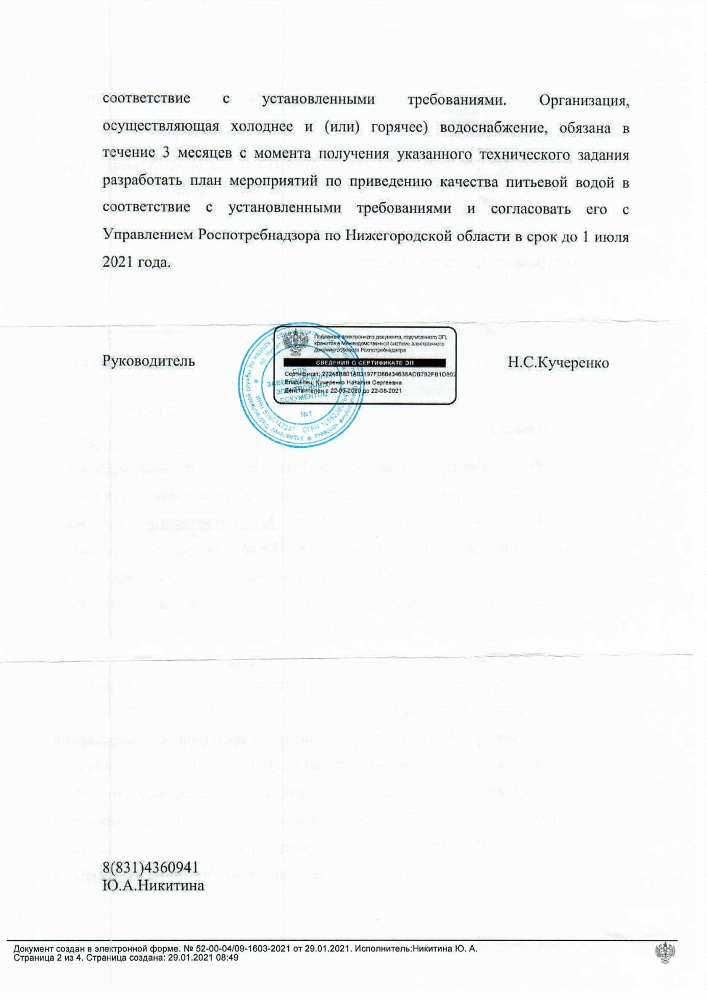 соответствие с установленными требованиями. Организация,
осуществляющая холоднее и (или) горячее) водоснабжение, обязана в
течение 3 месяцев с момента получения указанного технического задания
разработать план мероприятий по приведению качества питьевой водой в
соответствие с установленными требованиями и согласовать его с
Управлением Роспотребнадзора по Нижегородской области в срок до 1 июля
2021 года.
Руководитель
Подлинник электронного документа, подписанного ЭП,
хранится в Межведомственной системе электронного
документооборота Роспотребнадзора
СВЕДЕНИЯ О СЕРТИФИКАТЕ ЭП
Сертификат: 27248B801A93197FD66434638ADB792FB1D802
Владелец: Кучеренко Наталия Сергеевна
Действителен с 22-05-2020 до 22-08-2021
ДЛЯ
ЗАВЕРЕНИЯ КОПИЙ
ЭЛЕКТРОННЫХ
ДОКУМЕНТОВ
№1
ИНН 5260147237 ОГРН
Н.С.Кучеренко
8(831)4360941
Ю.А.Никитина
Документ создан в электронной форме. № 52-00-04/09-1603-2021 от 29.01.2021. Исполнитель:Никитина Ю. А.
Страница 2 из 4. Страница создана: 29.01.2021 08:49